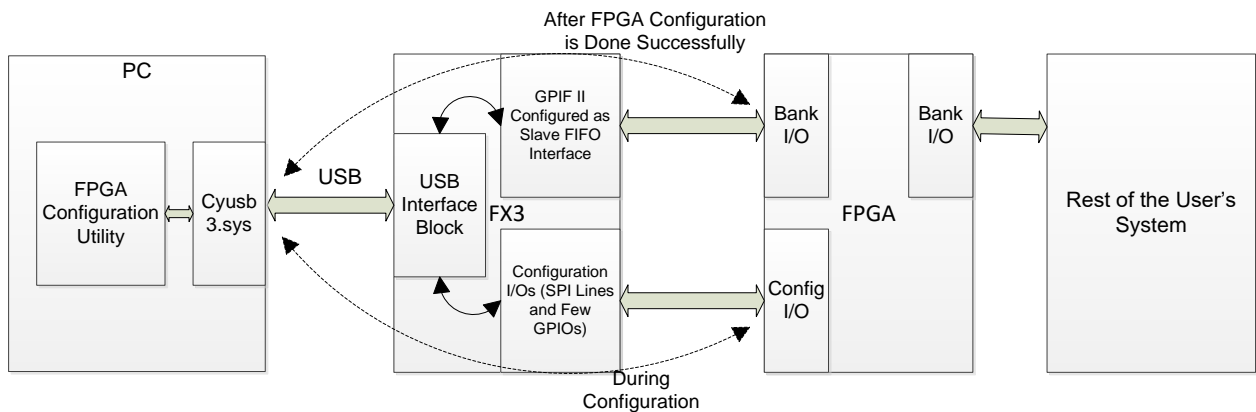 After FPGA Configuration
is Done Successfully
PC
FPGA
Configuration
Utility
Cyusb
3.sys
USB
USB
Interface
Block
FX3
GPIF II
Configured as
Slave FIFO
Interface
Configuration
I/Os (SPI Lines
and Few
GPIOs)
During
Configuration
Bank
I/O
Bank
I/O
FPGA
Config
I/O
Rest of the User’s
System